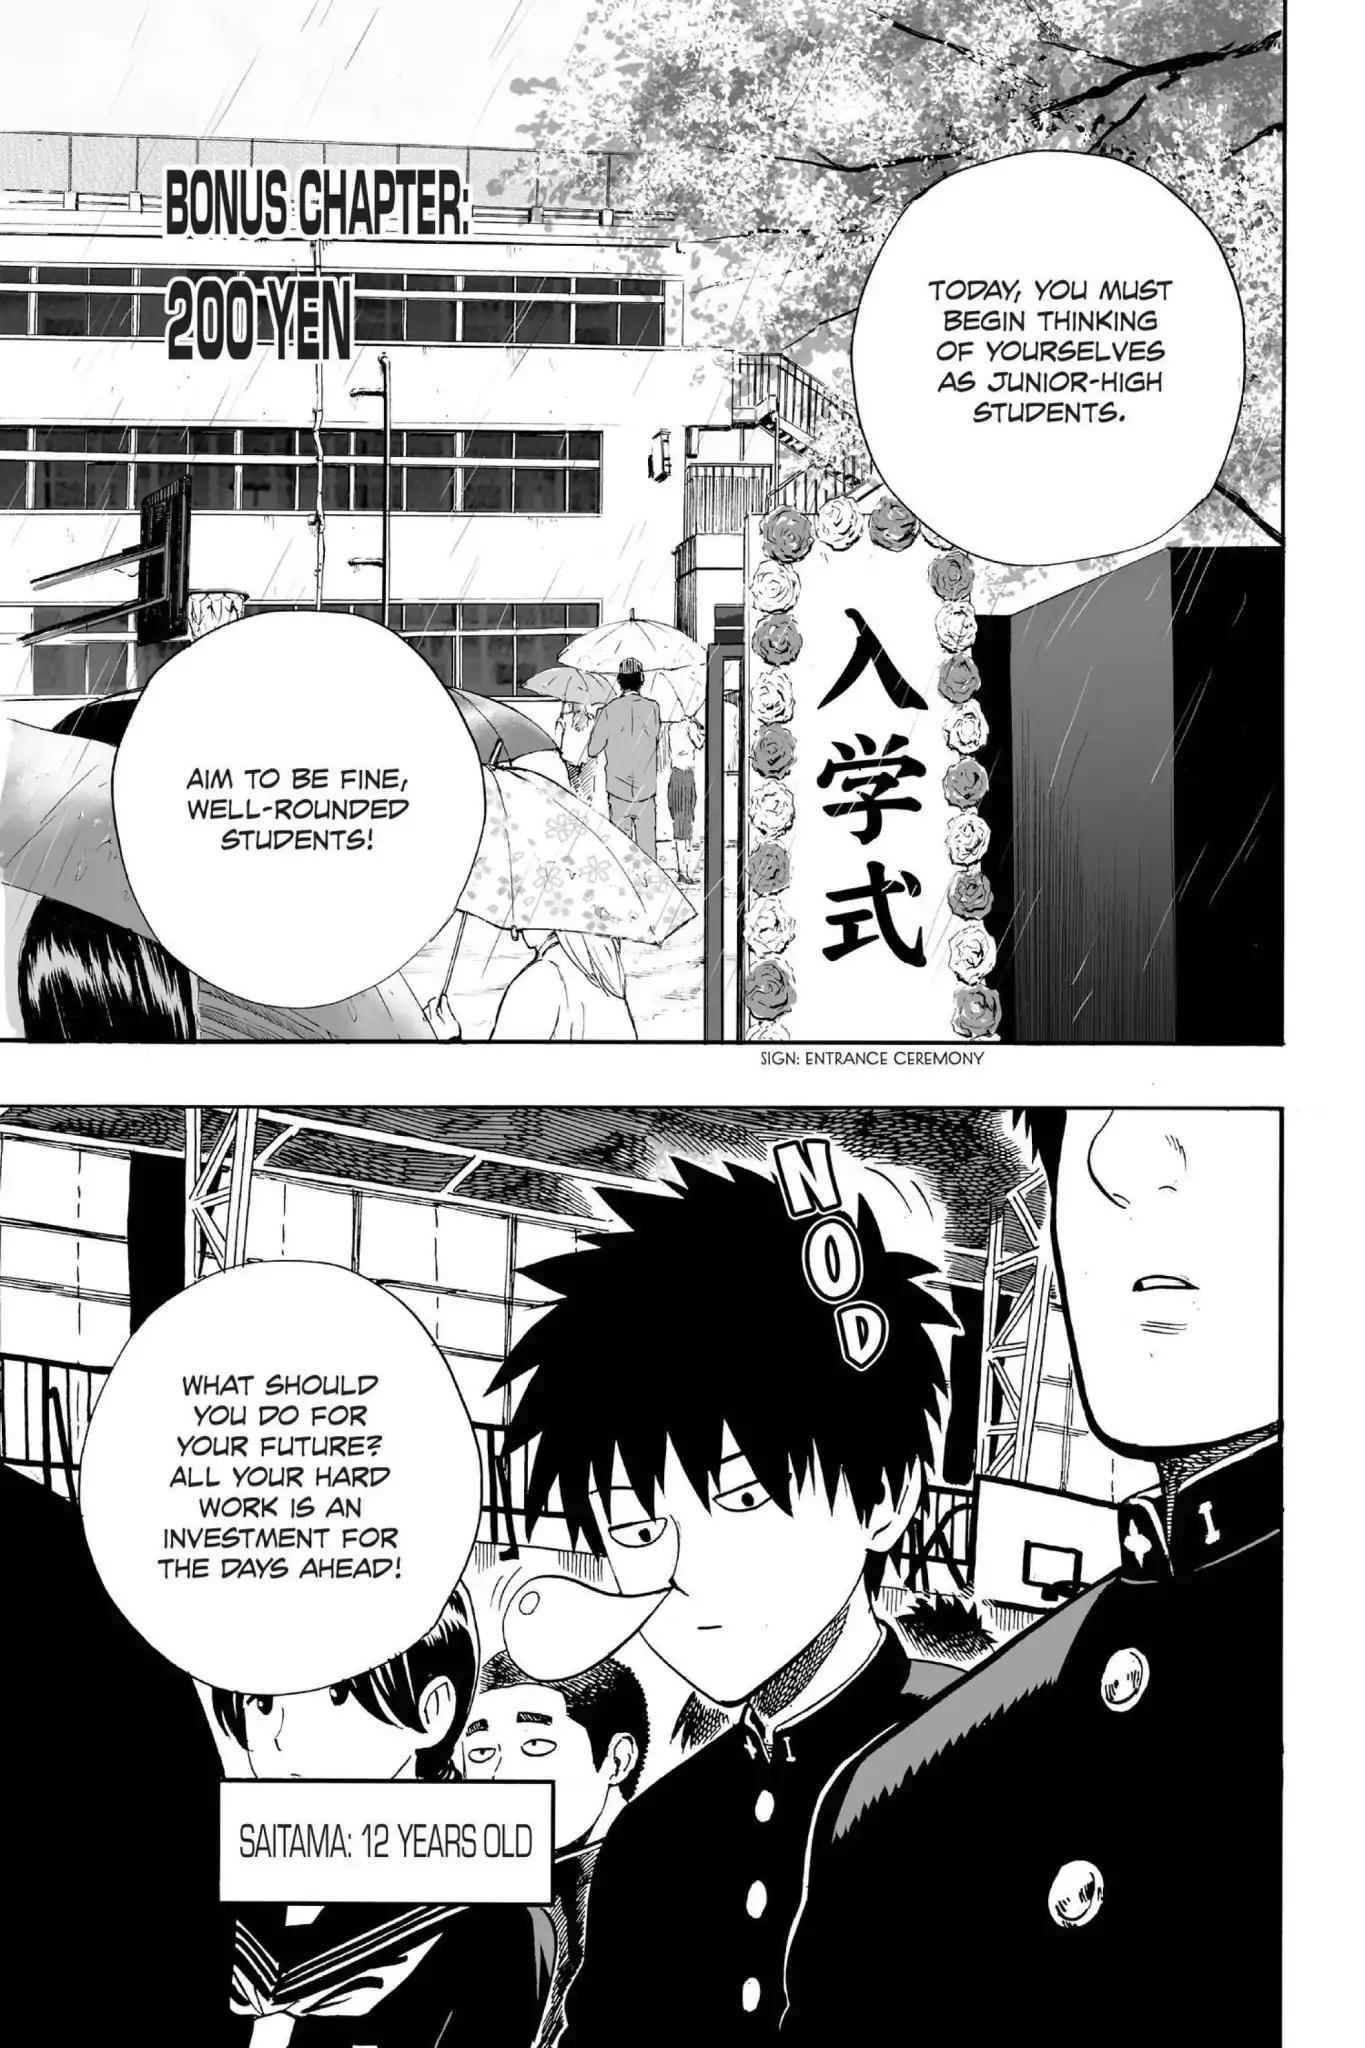 BONUS CHAPTER:
200 YEN
TODAY, YOU MUST
BEGIN THINKING
OF YOURSELVES
AS JUNIOR-HIGH
STUDENTS.
AIM TO BE FINE,
WELL-ROUNDED
STUDENTS!
入学式
SIGN: ENTRANCE CEREMONY
NOD
WHAT SHOULD
YOU DO FOR
YOUR FUTURE?
ALL YOUR HARD
WORK IS AN
INVESTMENT FOR
THE DAYS AHEAD!
I
I
SAITAMA: 12 YEARS OLD